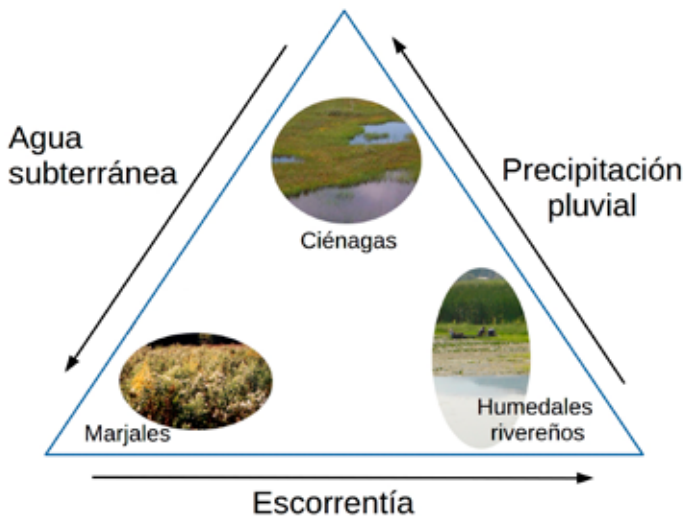 Agua
subterránea
Precipitación
pluvial
Ciénagas
Marjales
Humedales
rivereños
Escorrentía